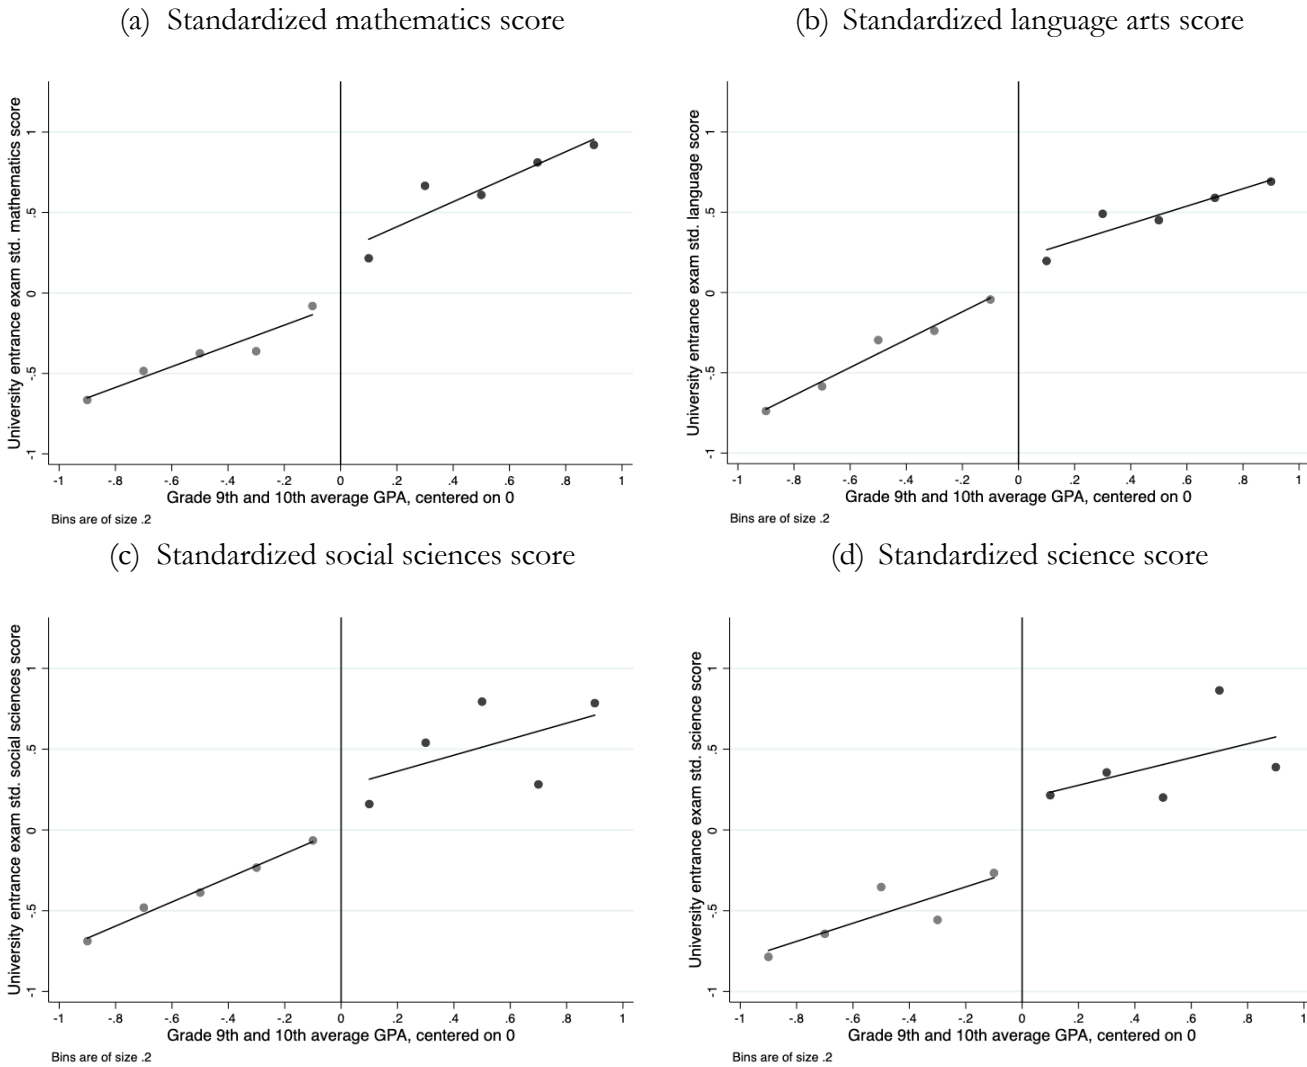 (a) Standardized mathematics score
University entrance exam std. mathematics score
1
.5
0
-.5
-1
-1 -.8 -.6 -.4 -.2 0 .2 .4 .6 .8 1
Grade 9th and 10th average GPA, centered on 0
Bins are of size .2
(b) Standardized language arts score
University entrance exam std. language score
1
.5
0
-.5
-1
-1 -.8 -.6 -.4 -.2 0 .2 .4 .6 .8 1
Grade 9th and 10th average GPA, centered on 0
Bins are of size .2
(c) Standardized social sciences score
University entrance exam std. social sciences score
1
.5
0
-.5
-1
-1 -.8 -.6 -.4 -.2 0 .2 .4 .6 .8 1
Grade 9th and 10th average GPA, centered on 0
Bins are of size .2
(d) Standardized science score
University entrance exam std. science score
1
.5
0
-.5
-1
-1 -.8 -.6 -.4 -.2 0 .2 .4 .6 .8 1
Grade 9th and 10th average GPA, centered on 0
Bins are of size .2